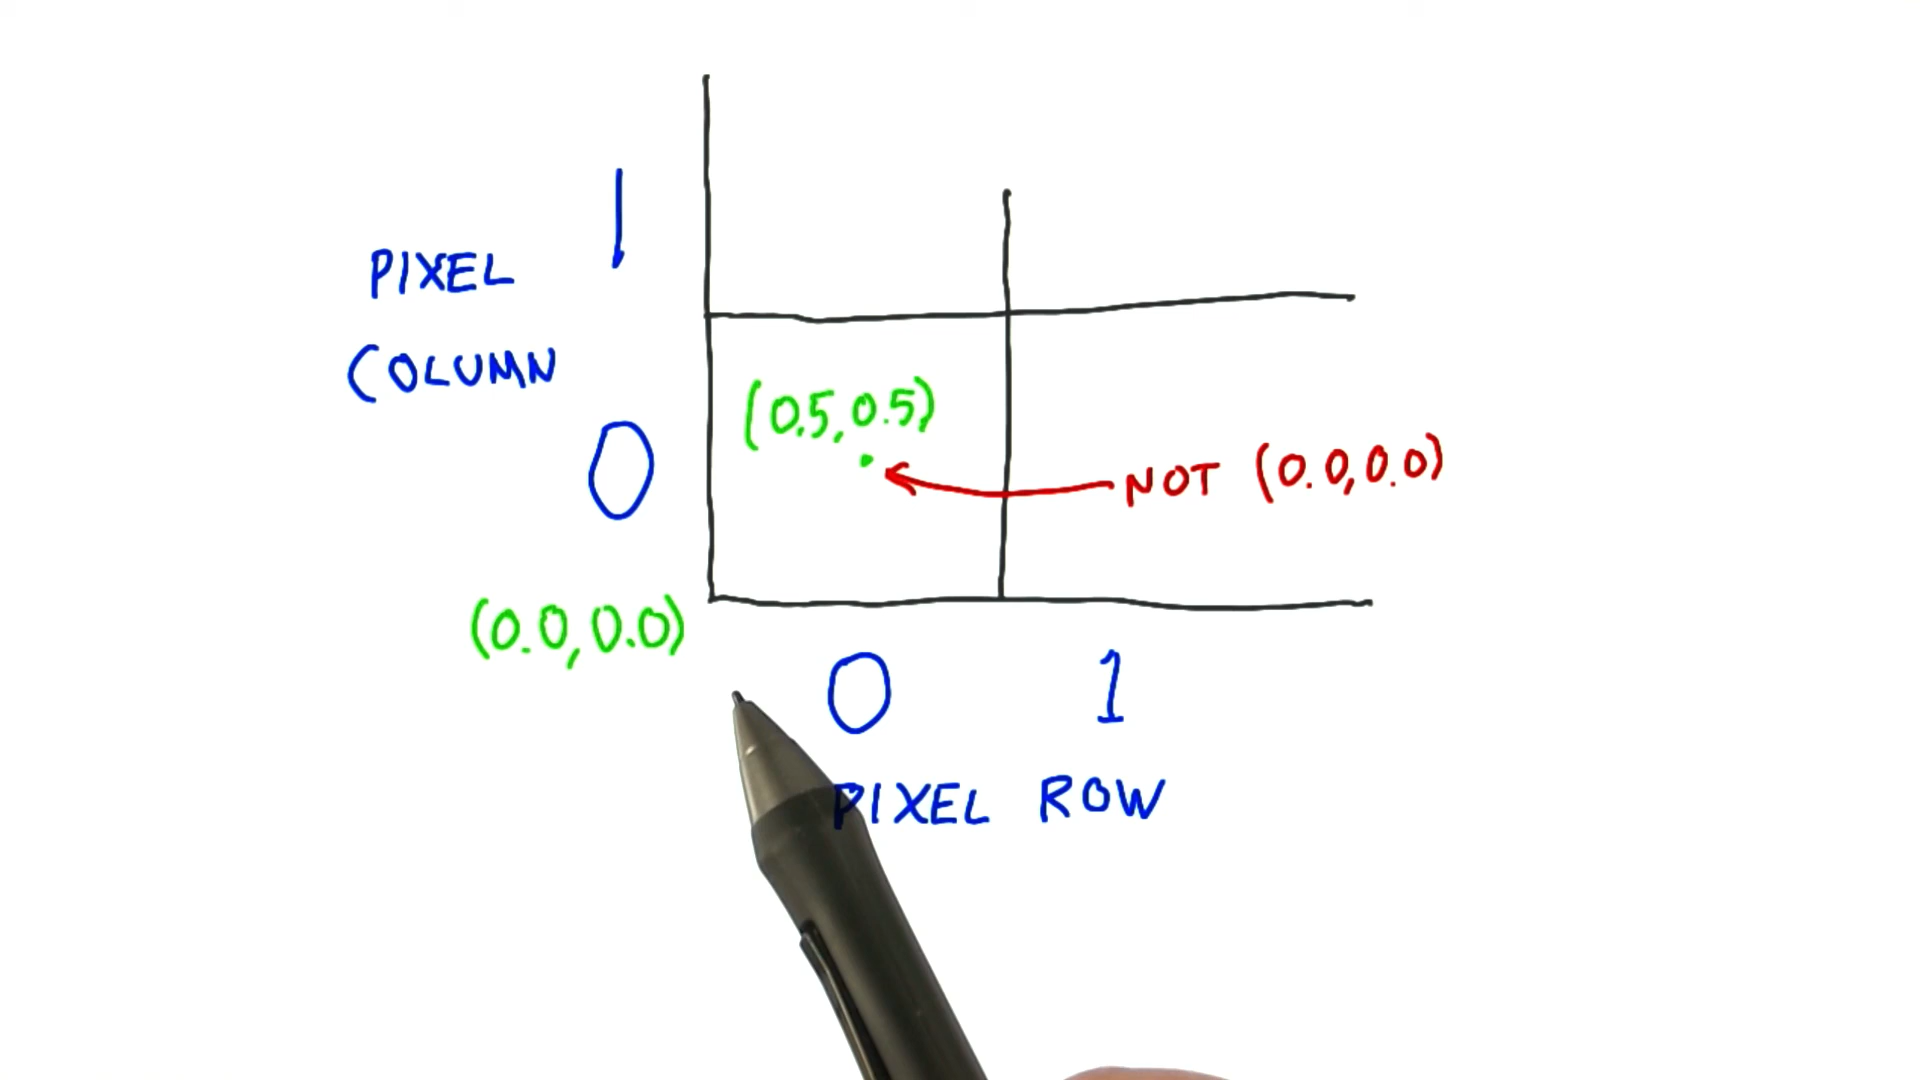 1
PIXEL
COLUMN
(0.5,0.5)
0
NOT (0.0,0.0)
(0.0,0.0)
0 1
PIXEL ROW